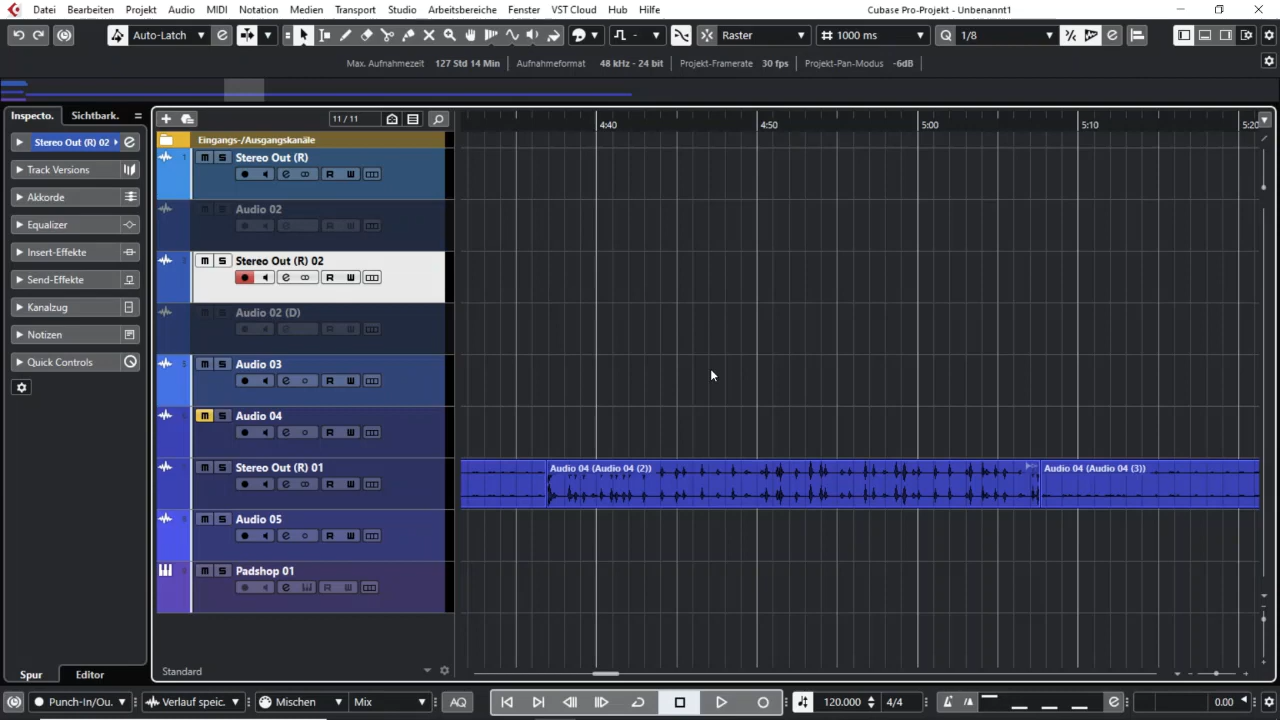 Datei Bearbeiten Projekt Audio MIDI Notation Medien Transport Studio Arbeitsbereiche Fenster VST Cloud Hub Hilfe Cubase Pro-Projekt - Unbenannt1
Auto-Latch Raster 1000 ms Q 1/8
Max. Aufnahmezeit 127 Std 14 Min Aufnahmeformat 48 kHz - 24 bit Projekt-Framerate 30 fps Projekt-Pan-Modus -6dB
Inspecto. Sichtbark. 11 / 11 4:40 4:50 5:00 5:10 5:20
Eingangs-/Ausgangskanäle
Stereo Out (R) 02
m S Stereo Out (R)
R W
Track Versions
Akkorde
m S Audio 02
R W
Equalizer
Insert-Effekte
m S Stereo Out (R) 02
R W
Send-Effekte
Kanalzug
m S Audio 02 (D)
R W
Notizen
Quick Controls
m S Audio 03
R W
m S Audio 04
R W
m S Stereo Out (R) 01 Audio 04 (Audio 04 (2)) Audio 04 (Audio 04 (3))
R W
m S Audio 05
R W
m S Padshop 01
R W
Standard
Spur Editor
Punch-In/Ou. Verlauf speic. Mischen Mix AQ 120.000 4/4 0.00